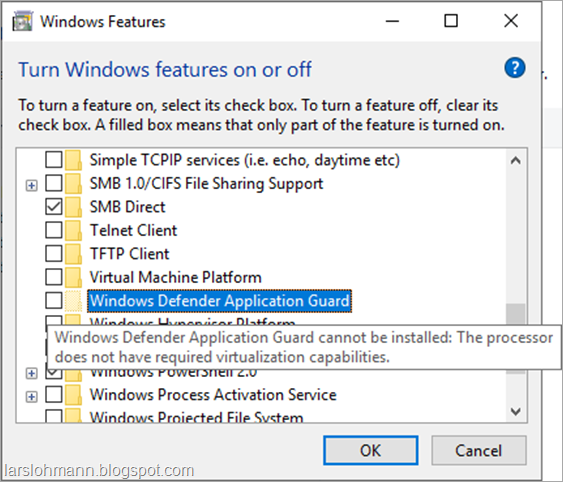 Windows Features
Turn Windows features on or off
To turn a feature on, select its check box. To turn a feature off, clear its
check box. A filled box means that only part of the feature is turned on.
Simple TCPIP services (i.e. echo, daytime etc)
SMB 1.0/CIFS File Sharing Support
SMB Direct
Telnet Client
TFTP Client
Virtual Machine Platform
Windows Defender Application Guard
Windows Hypervisor Platform
Windows Defender Application Guard cannot be installed: The processor
does not have required virtualization capabilities.
Windows PowerShell 2.0
Windows Process Activation Service
Windows Projected File System
OK Cancel
larslohmann.blogspot.com